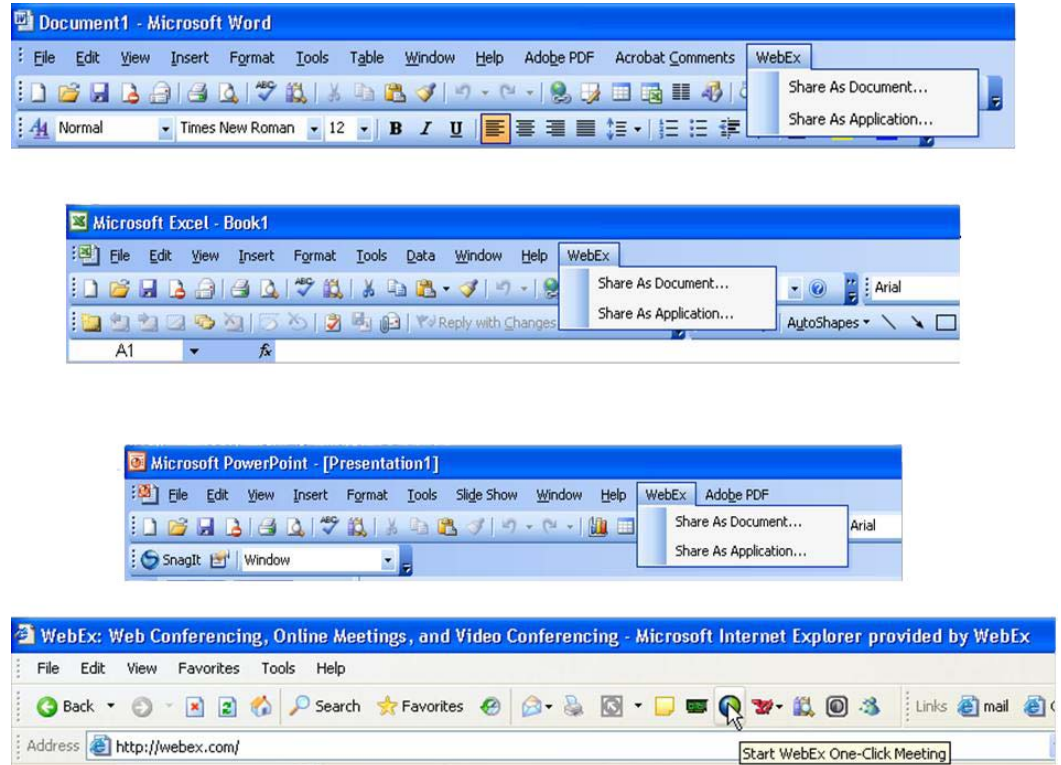 Document1 - Microsoft Word
File Edit View Insert Format Tools Table Window Help Adobe PDF Acrobat Comments WebEx
Share As Document...
Normal Times New Roman 12 B I U Share As Application...
Microsoft Excel - Book1
File Edit View Insert Format Tools Data Window Help WebEx
Share As Document... Arial
Reply with Changes Share As Application... AutoShapes
A1 fx
Microsoft PowerPoint - [Presentation1]
File Edit View Insert Format Tools Slide Show Window Help WebEx Adobe PDF
Share As Document... Arial
SnagIt Window Share As Application...
WebEx: Web Conferencing, Online Meetings, and Video Conferencing - Microsoft Internet Explorer provided by WebEx
File Edit View Favorites Tools Help
Back Search Favorites Links mail
Address http://webex.com/
Start WebEx One-Click Meeting